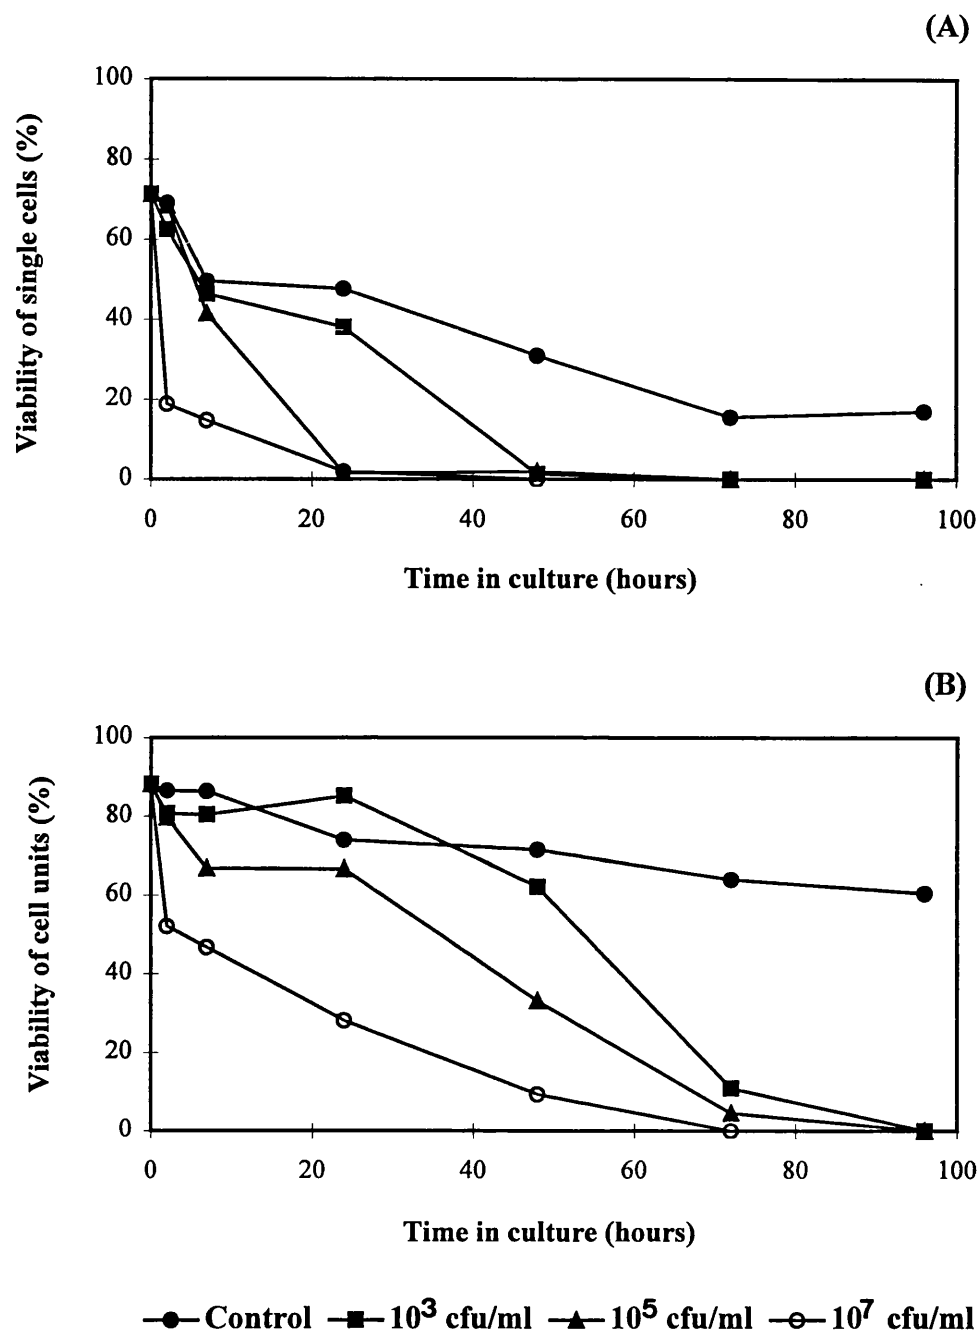 (A)
Viability of single cells (%)
100
80
60
40
20
0
0 20 40 60 80 100
Time in culture (hours)
(B)
Viability of cell units (%)
100
80
60
40
20
0
0 20 40 60 80 100
Time in culture (hours)
Control 10³ cfu/ml 10⁵ cfu/ml 10⁷ cfu/ml